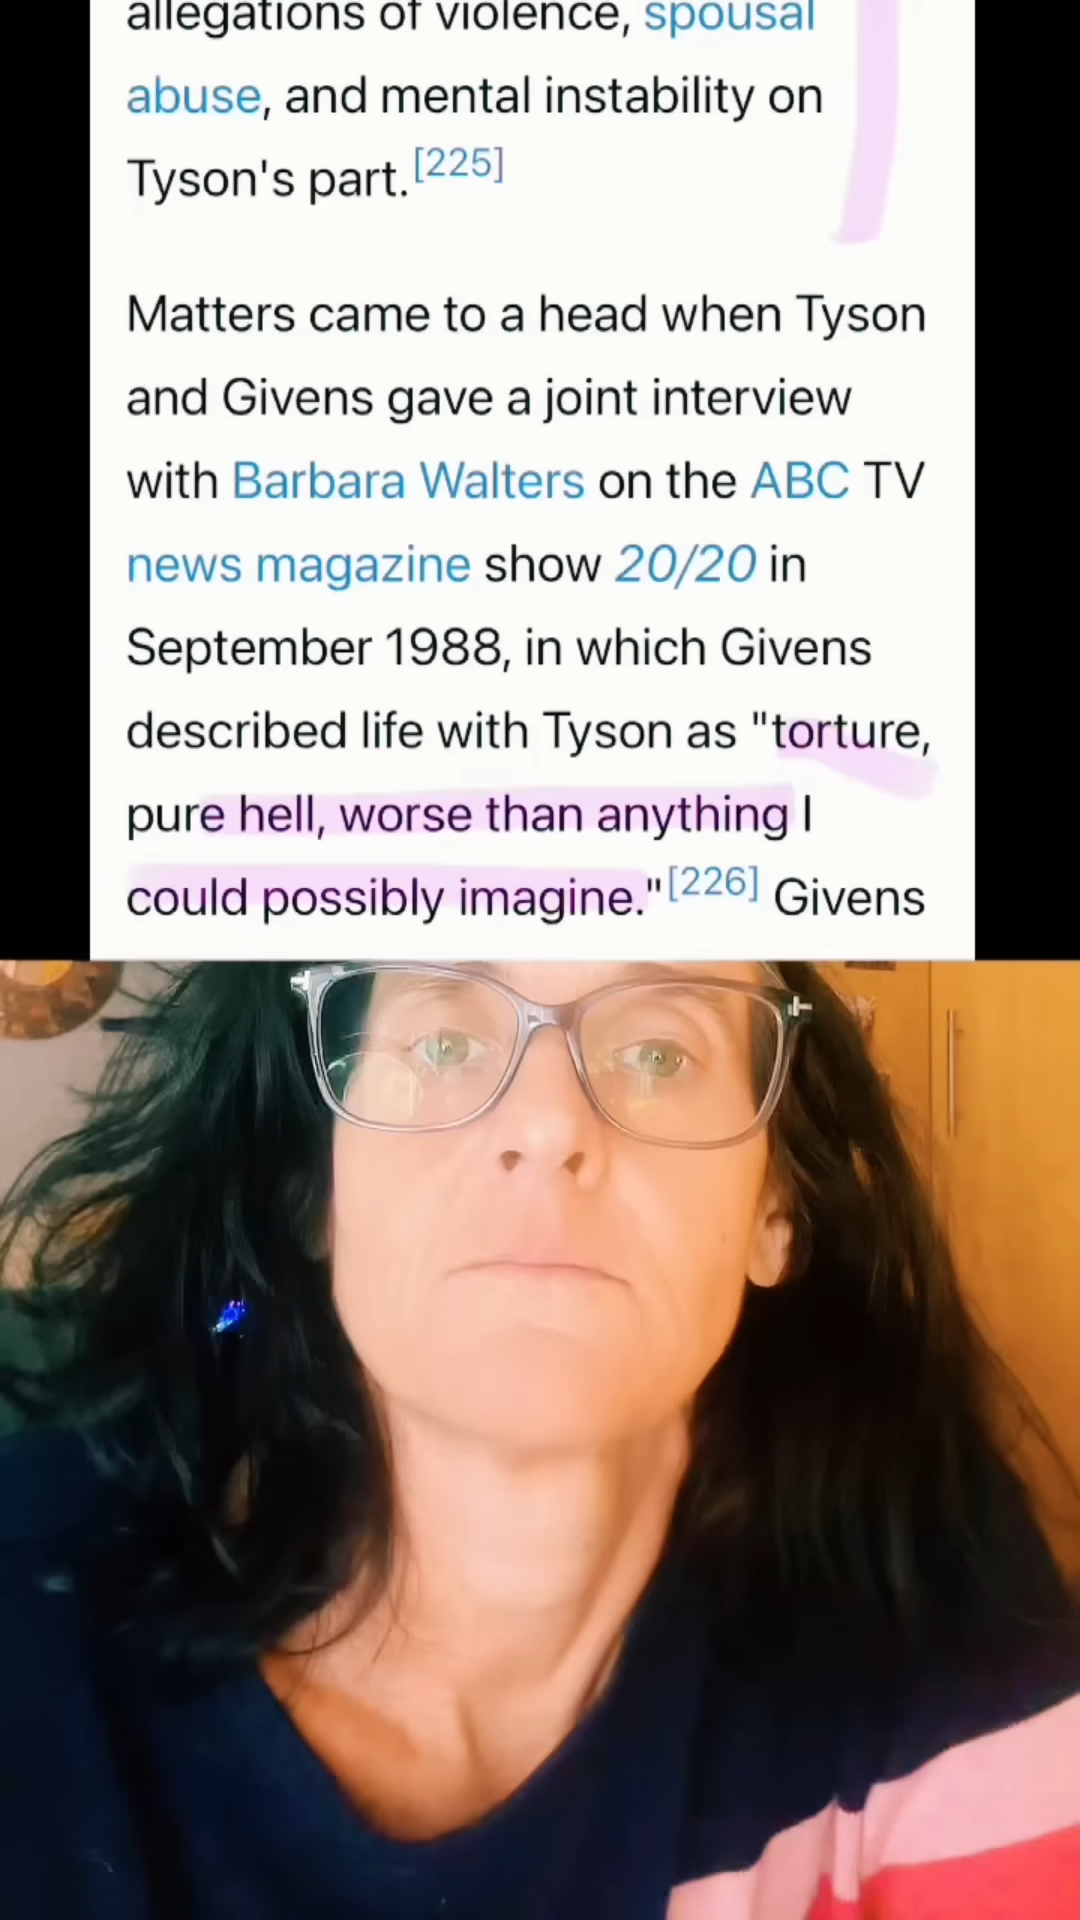 allegations of violence, spousal
abuse, and mental instability on
Tyson's part.[225]
Matters came to a head when Tyson
and Givens gave a joint interview
with Barbara Walters on the ABC TV
news magazine show 20/20 in
September 1988, in which Givens
described life with Tyson as "torture,
pure hell, worse than anything I
could possibly imagine."[226] Givens